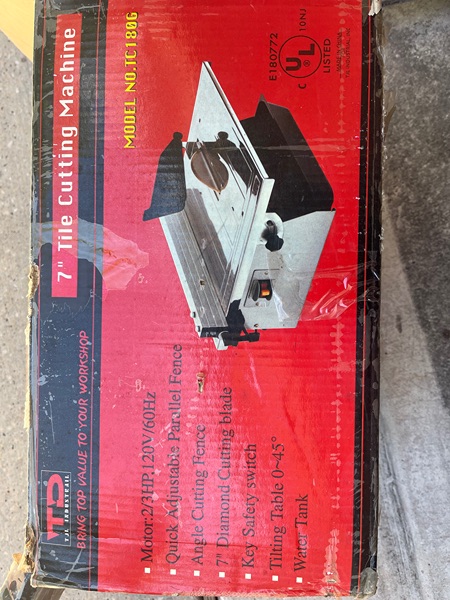 7" Tile Cutting Machine
MODEL NO.TC180G
E180772
C UL
10NJ
LISTED
BRING TOP VALUE TO YOUR WORKSHOP
Motor:2/3HP,120V/60Hz
Quick Adjustable Parallel Fence
Angle Cutting Fence
7" Diamond Cutting blade
Key Safety switch
Tilting Table 0~45°
Water Tank